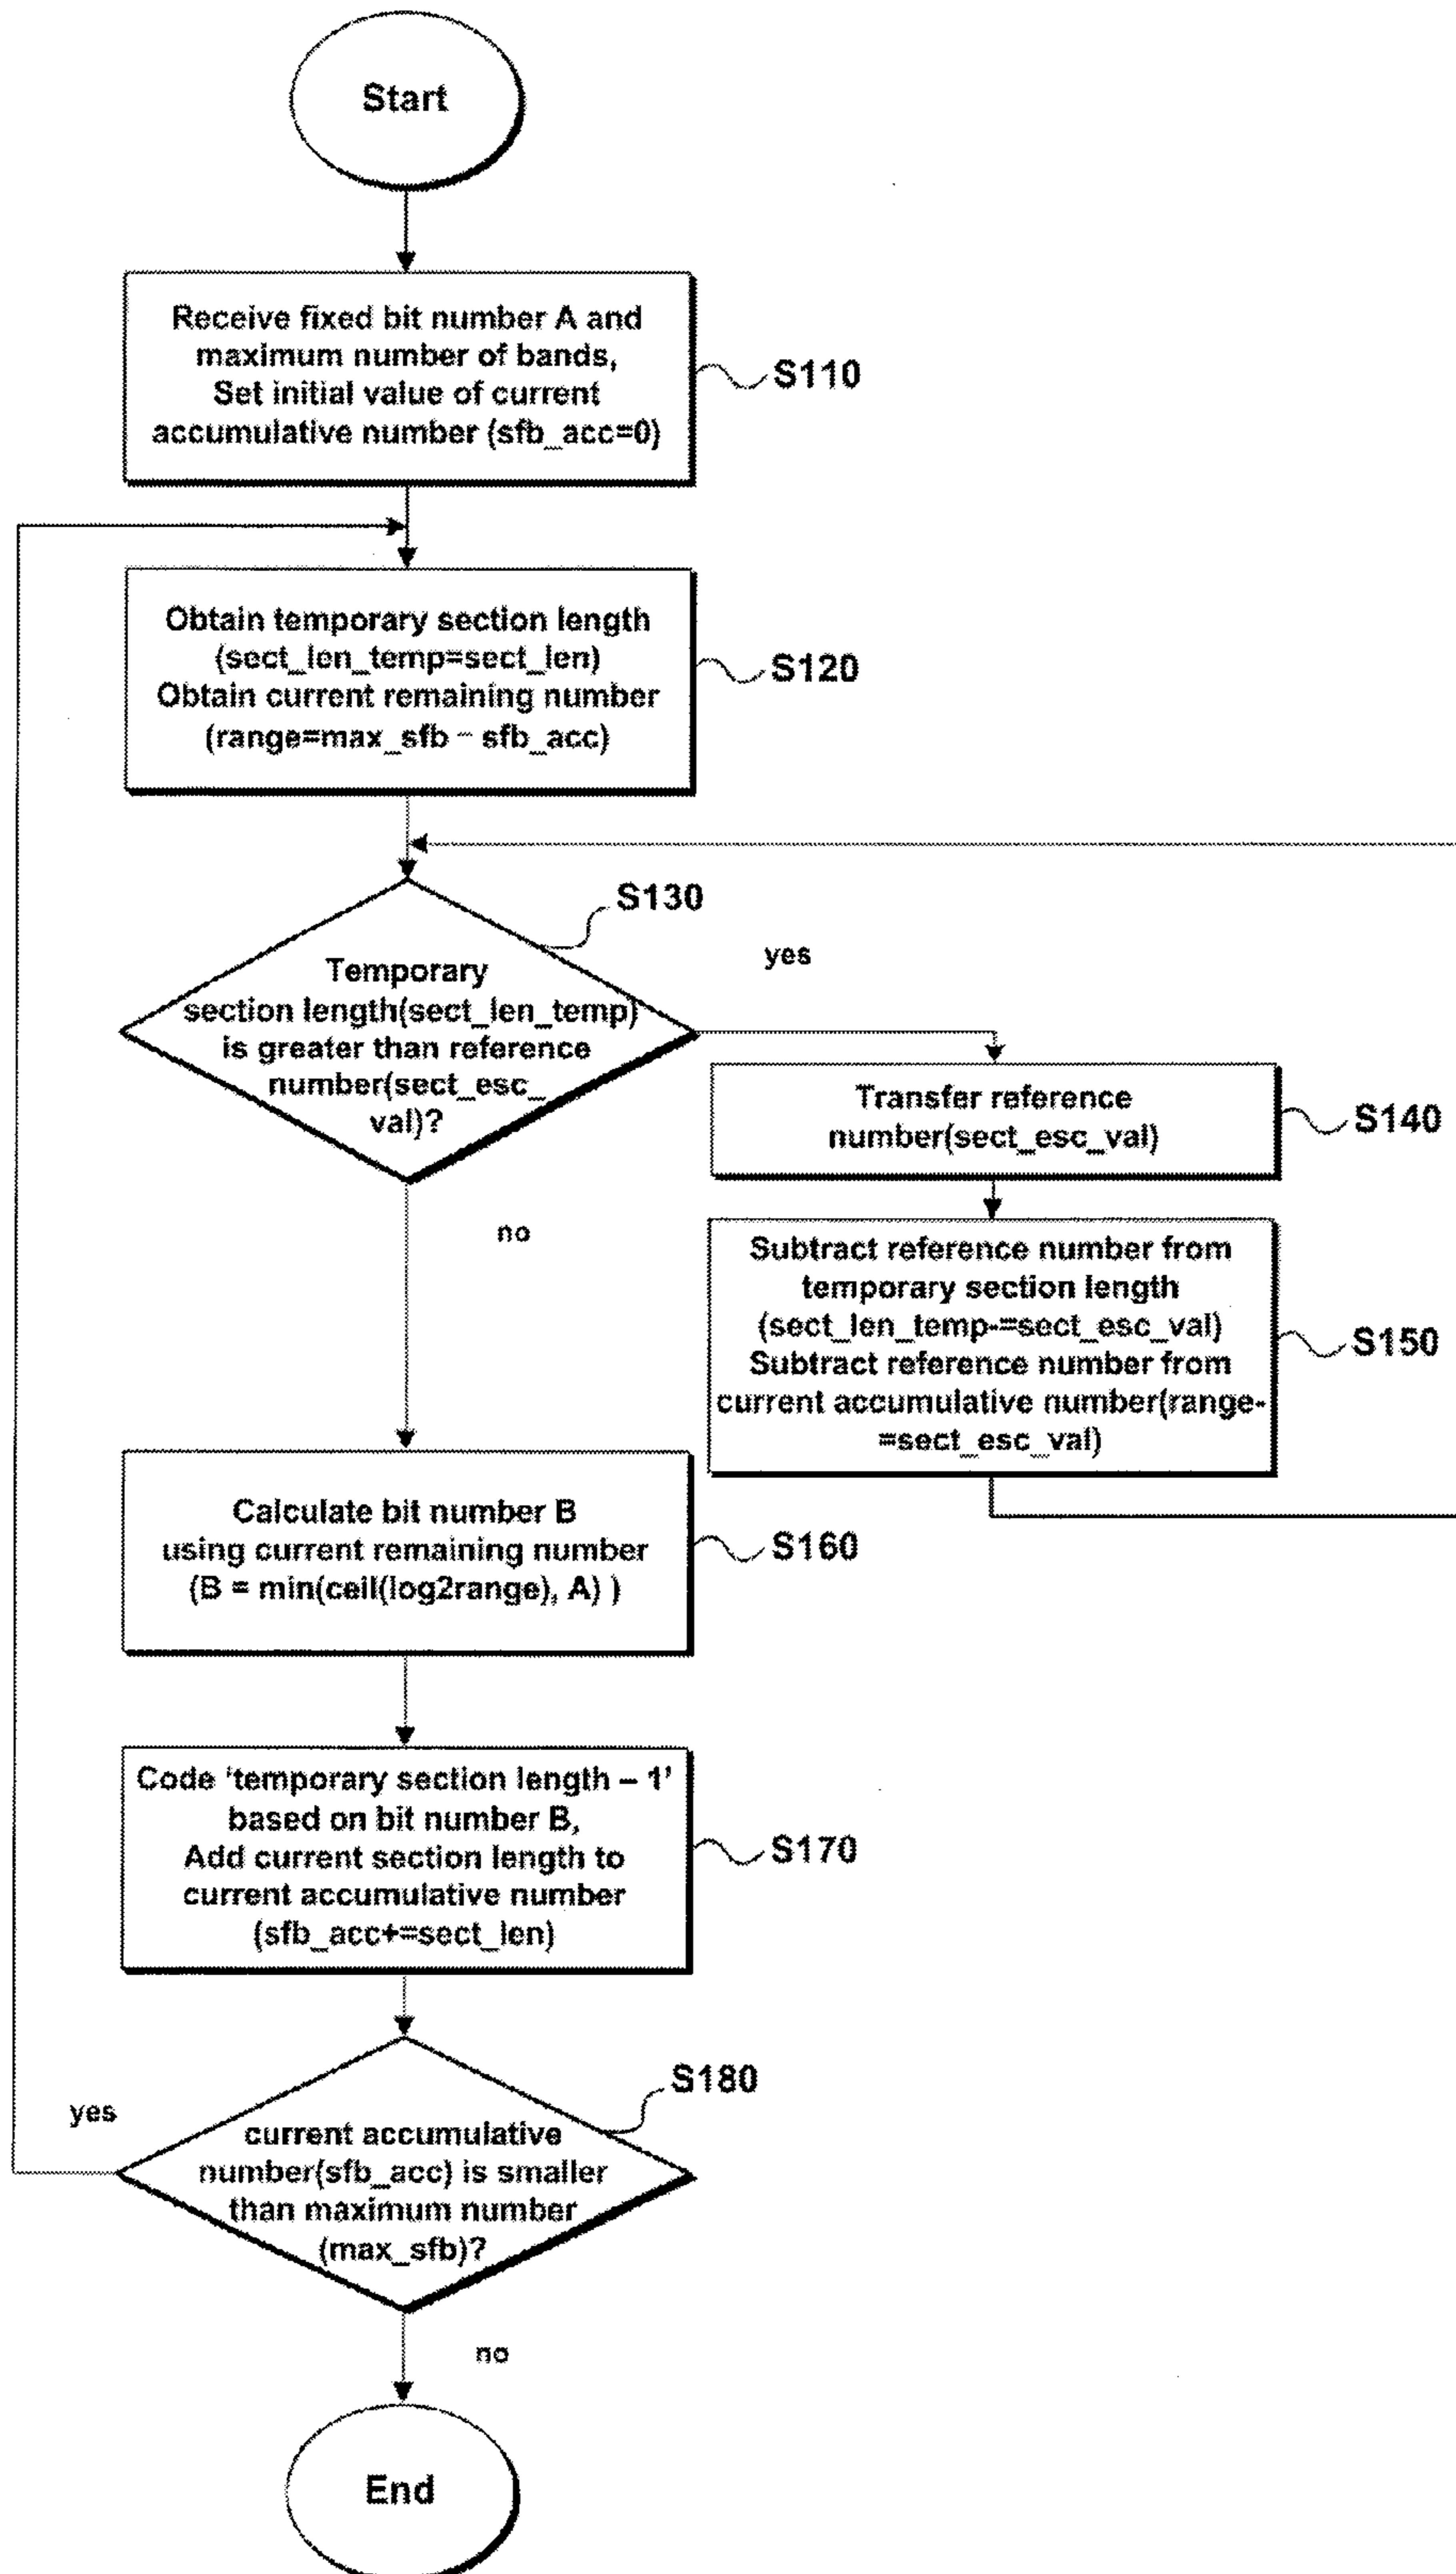 Start
Receive fixed bit number A and
maximum number of bands,
Set initial value of current
accumulative number (sfb_acc=0)
S110
Obtain temporary section length
(sect_len_temp=sect_len)
Obtain current remaining number
(range=max_sfb − sfb_acc)
S120
S130
yes
Temporary
section length(sect_len_temp)
is greater than reference
number(sect_esc_
val)?
Transfer reference
number(sect_esc_val)
S140
no
Subtract reference number from
temporary section length
(sect_len_temp-=sect_esc_val)
Subtract reference number from
current accumulative number(range-
=sect_esc_val)
S150
Calculate bit number B
using current remaining number
(B = min(ceil(log2range), A) )
S160
Code ‘temporary section length – 1’
based on bit number B,
Add current section length to
current accumulative number
(sfb_acc+=sect_len)
S170
S180
yes
current accumulative
number(sfb_acc) is smaller
than maximum number
(max_sfb)?
no
End